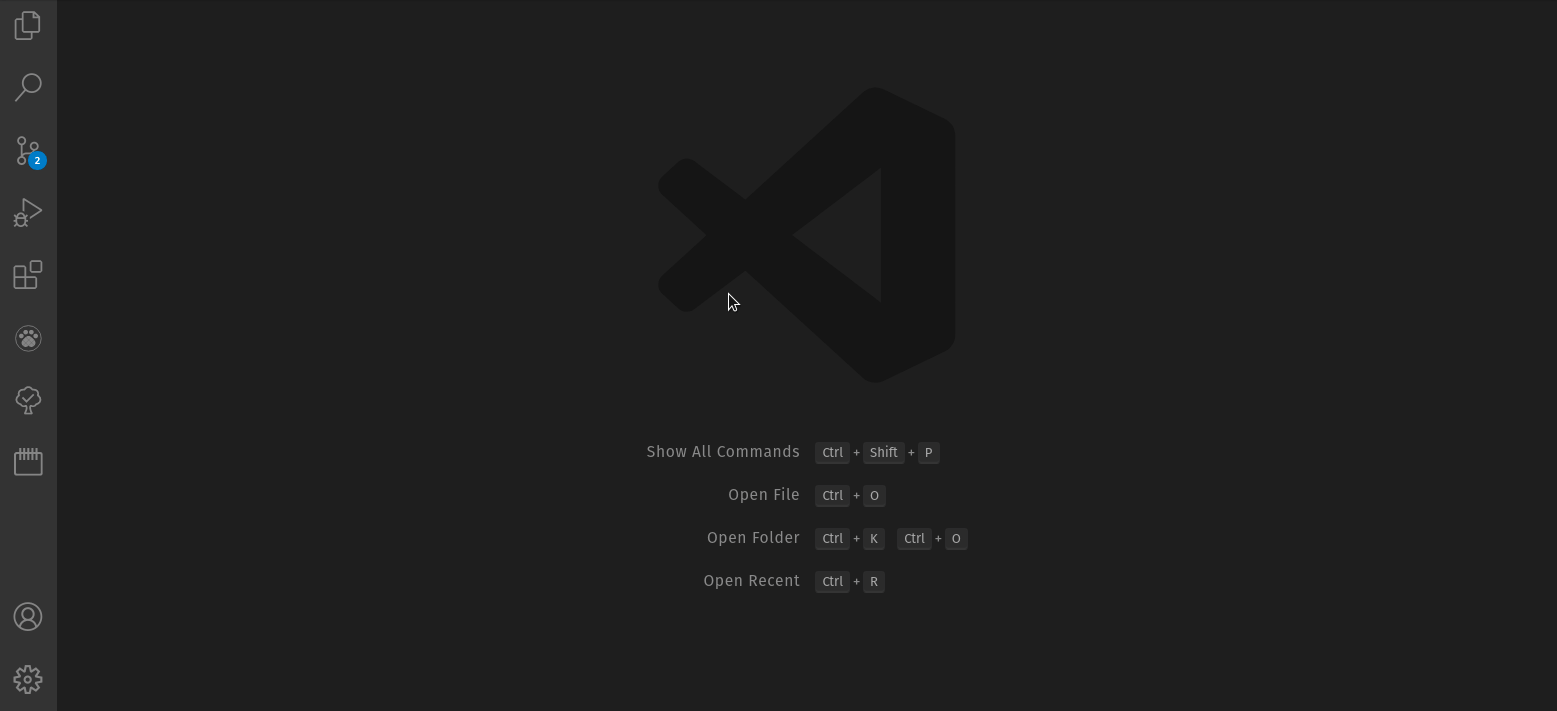 2
Show All Commands Ctrl + Shift + P
Open File Ctrl + O
Open Folder Ctrl + K Ctrl + O
Open Recent Ctrl + R